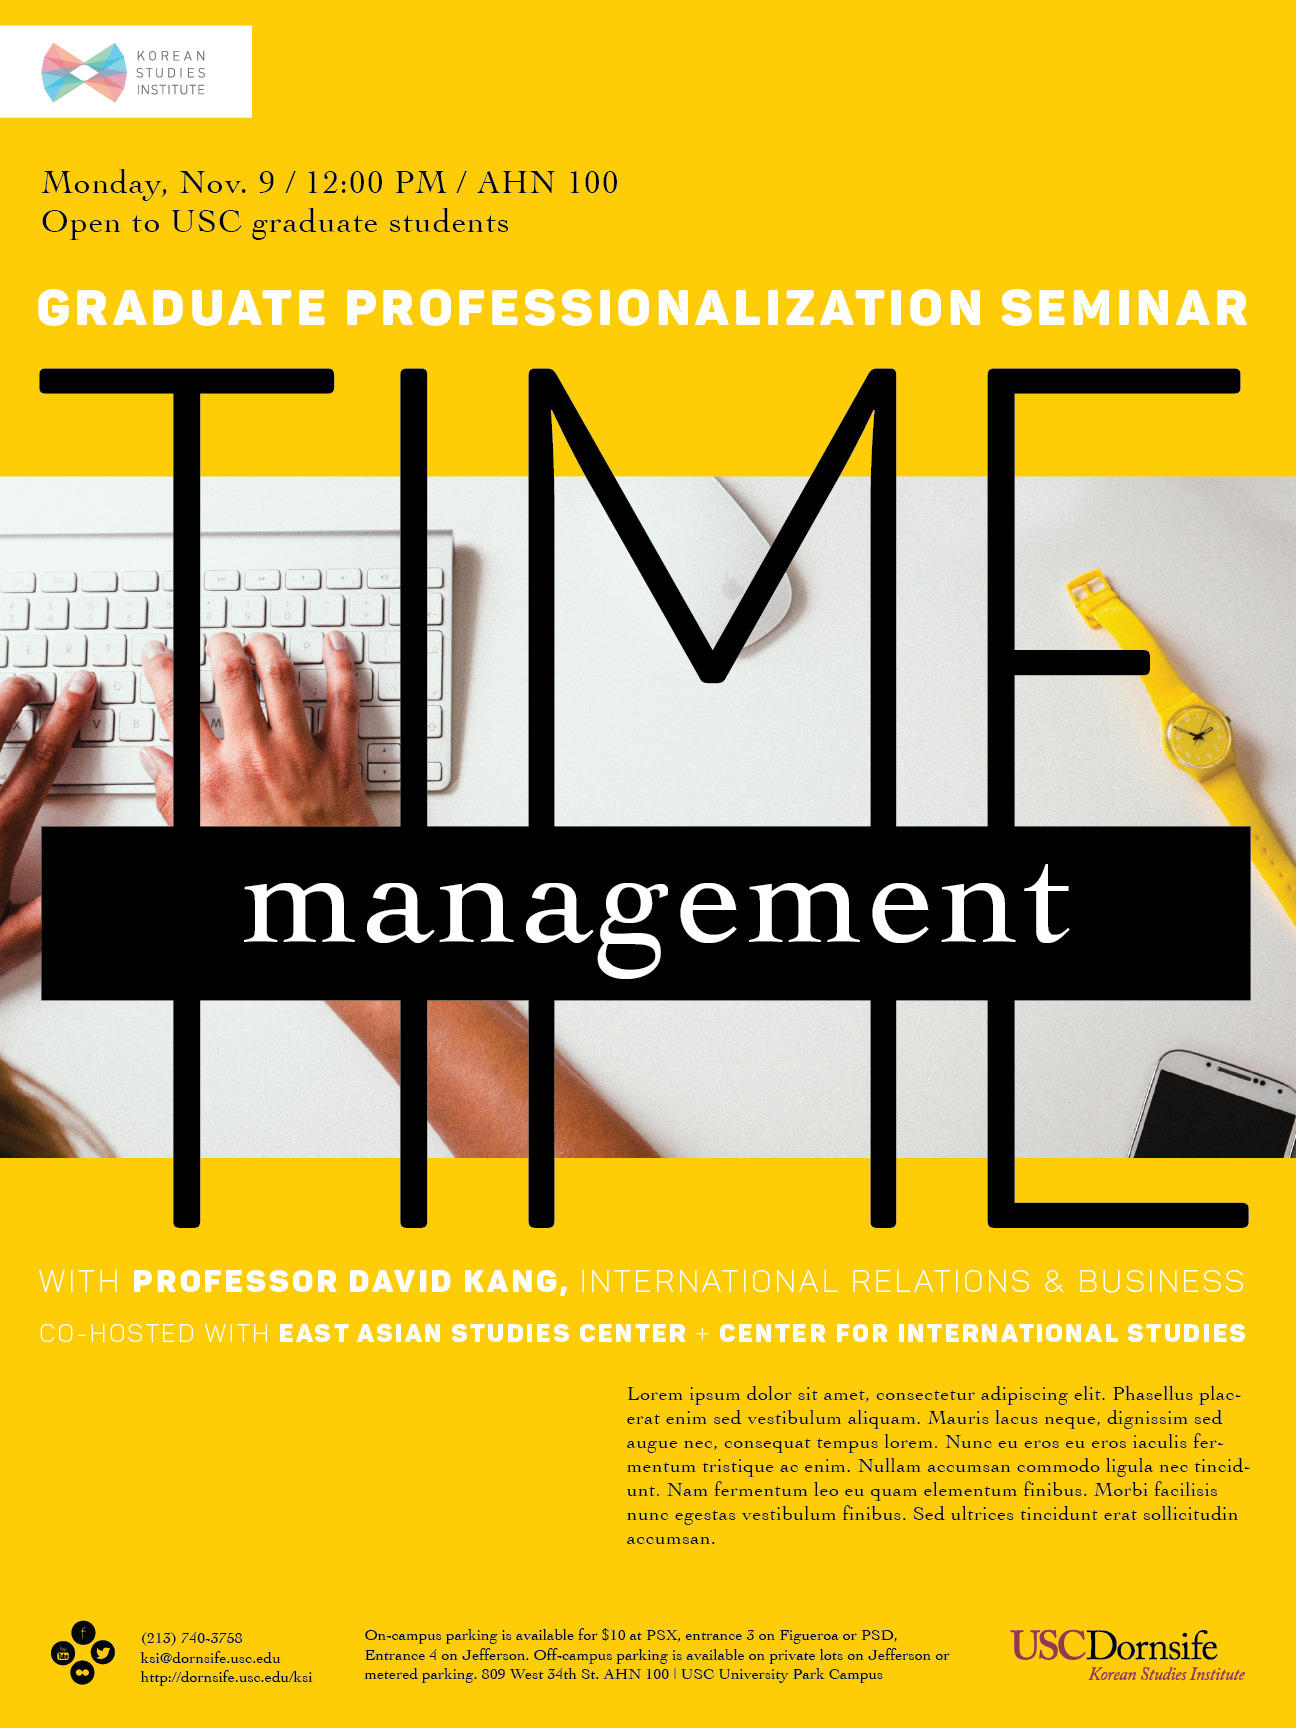 KOREAN
STUDIES
INSTITUTE
Monday, Nov. 9 / 12:00 PM / AHN 100
Open to USC graduate students
GRADUATE PROFESSIONALIZATION SEMINAR
TIME
management
WITH PROFESSOR DAVID KANG, INTERNATIONAL RELATIONS & BUSINESS
CO-HOSTED WITH EAST ASIAN STUDIES CENTER + CENTER FOR INTERNATIONAL STUDIES
Lorem ipsum dolor sit amet, consectetur adipiscing elit. Phasellus plac-
erat enim sed vestibulum aliquam. Mauris lacus neque, dignissim sed
augue nec, consequat tempus lorem. Nunc eu eros eu eros iaculis fer-
mentum tristique ac enim. Nullam accumsan commodo ligula nec tincid-
unt. Nam fermentum leo eu quam elementum finibus. Morbi facilisis
nunc egestas vestibulum finibus. Sed ultrices tincidunt erat sollicitudin
accumsan.
f
You
Tube
(213) 740-3758
ksi@dornsife.usc.edu
http://dornsife.usc.edu/ksi
On-campus parking is available for $10 at PSX, entrance 3 on Figueroa or PSD,
Entrance 4 on Jefferson. Off-campus parking is available on private lots on Jefferson or
metered parking. 809 West 34th St. AHN 100 | USC University Park Campus
USCDornsife
Korean Studies Institute